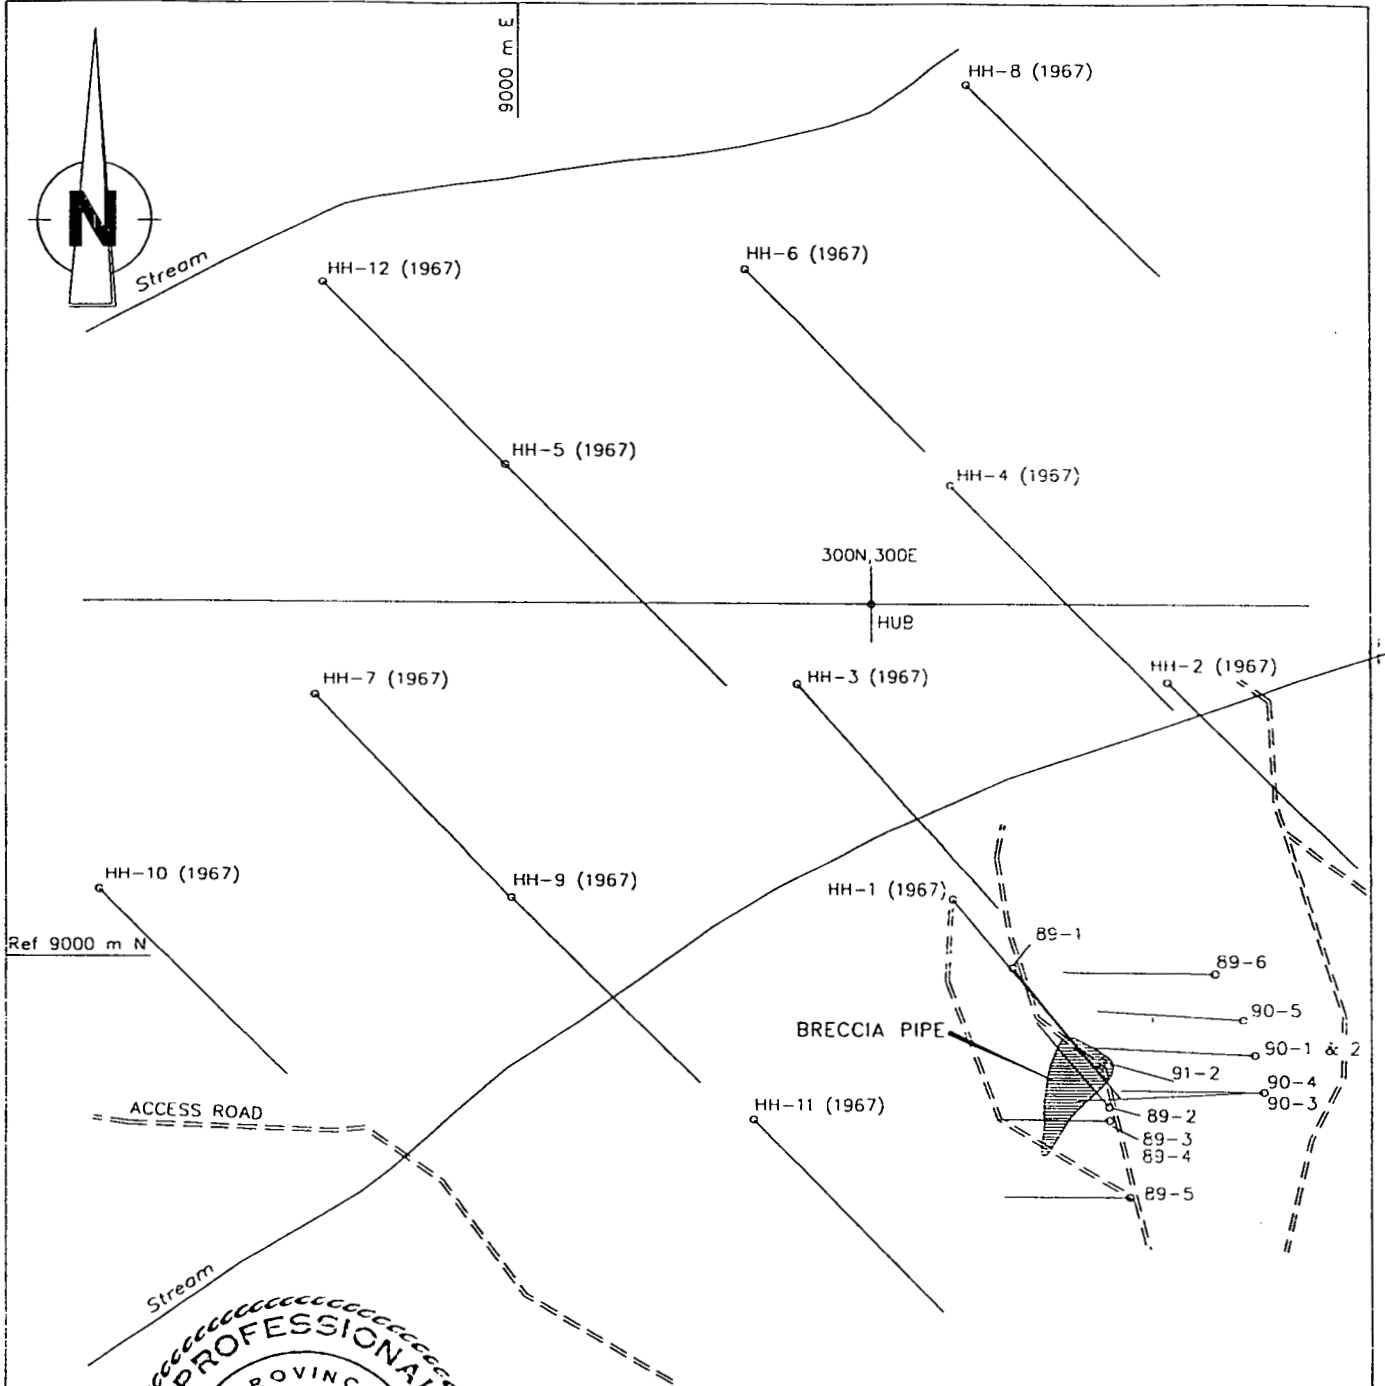 9000 m E
HH-8 (1967)
N
Stream
HH-12 (1967)
HH-6 (1967)
HH-5 (1967)
HH-4 (1967)
300N,300E
HUB
HH-7 (1967)
HH-3 (1967)
HH-2 (1967)
HH-10 (1967)
HH-9 (1967)
HH-1 (1967)
Ref 9000 m N
89-1
89-6
90-5
BRECCIA PIPE
90-1 & 2
91-2
90-4
90-3
ACCESS ROAD
HH-11 (1967)
89-2
89-3
89-4
89-5
Stream
PROFESSIONAL